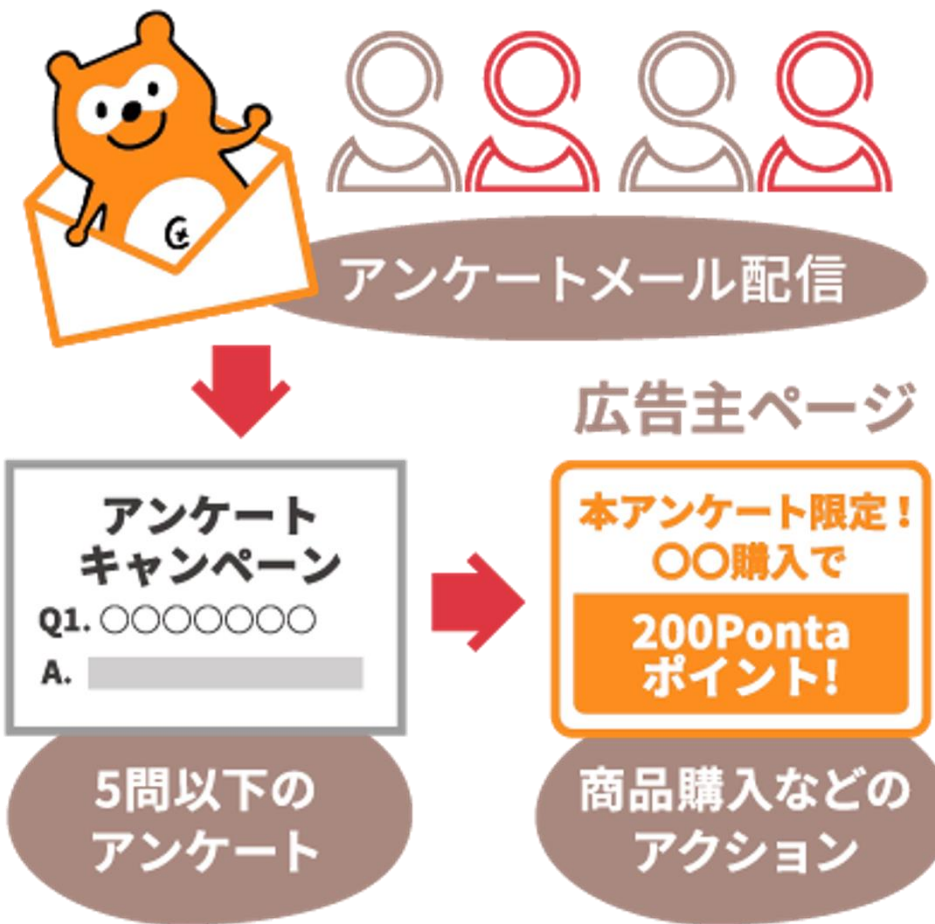 アンケートメール配信
広告主ページ
アンケート
キャンペーン
Q1. ○○○○○○○
A.
本アンケート限定!
○○購入で
200Ponta
ポイント!
5問以下の
アンケート
商品購入などの
アクション